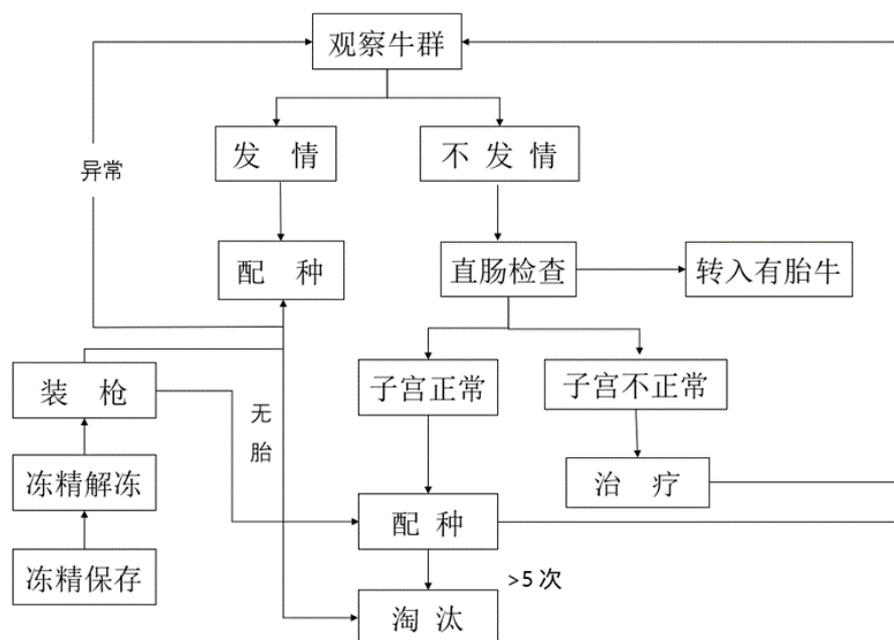 观察牛群
发 情
不 发 情
异常
配 种
直肠检查
转入有胎牛
装 枪
子宫正常
子宫不正常
无
胎
冻精解冻
治 疗
配 种
冻精保存
>5 次
淘 汰